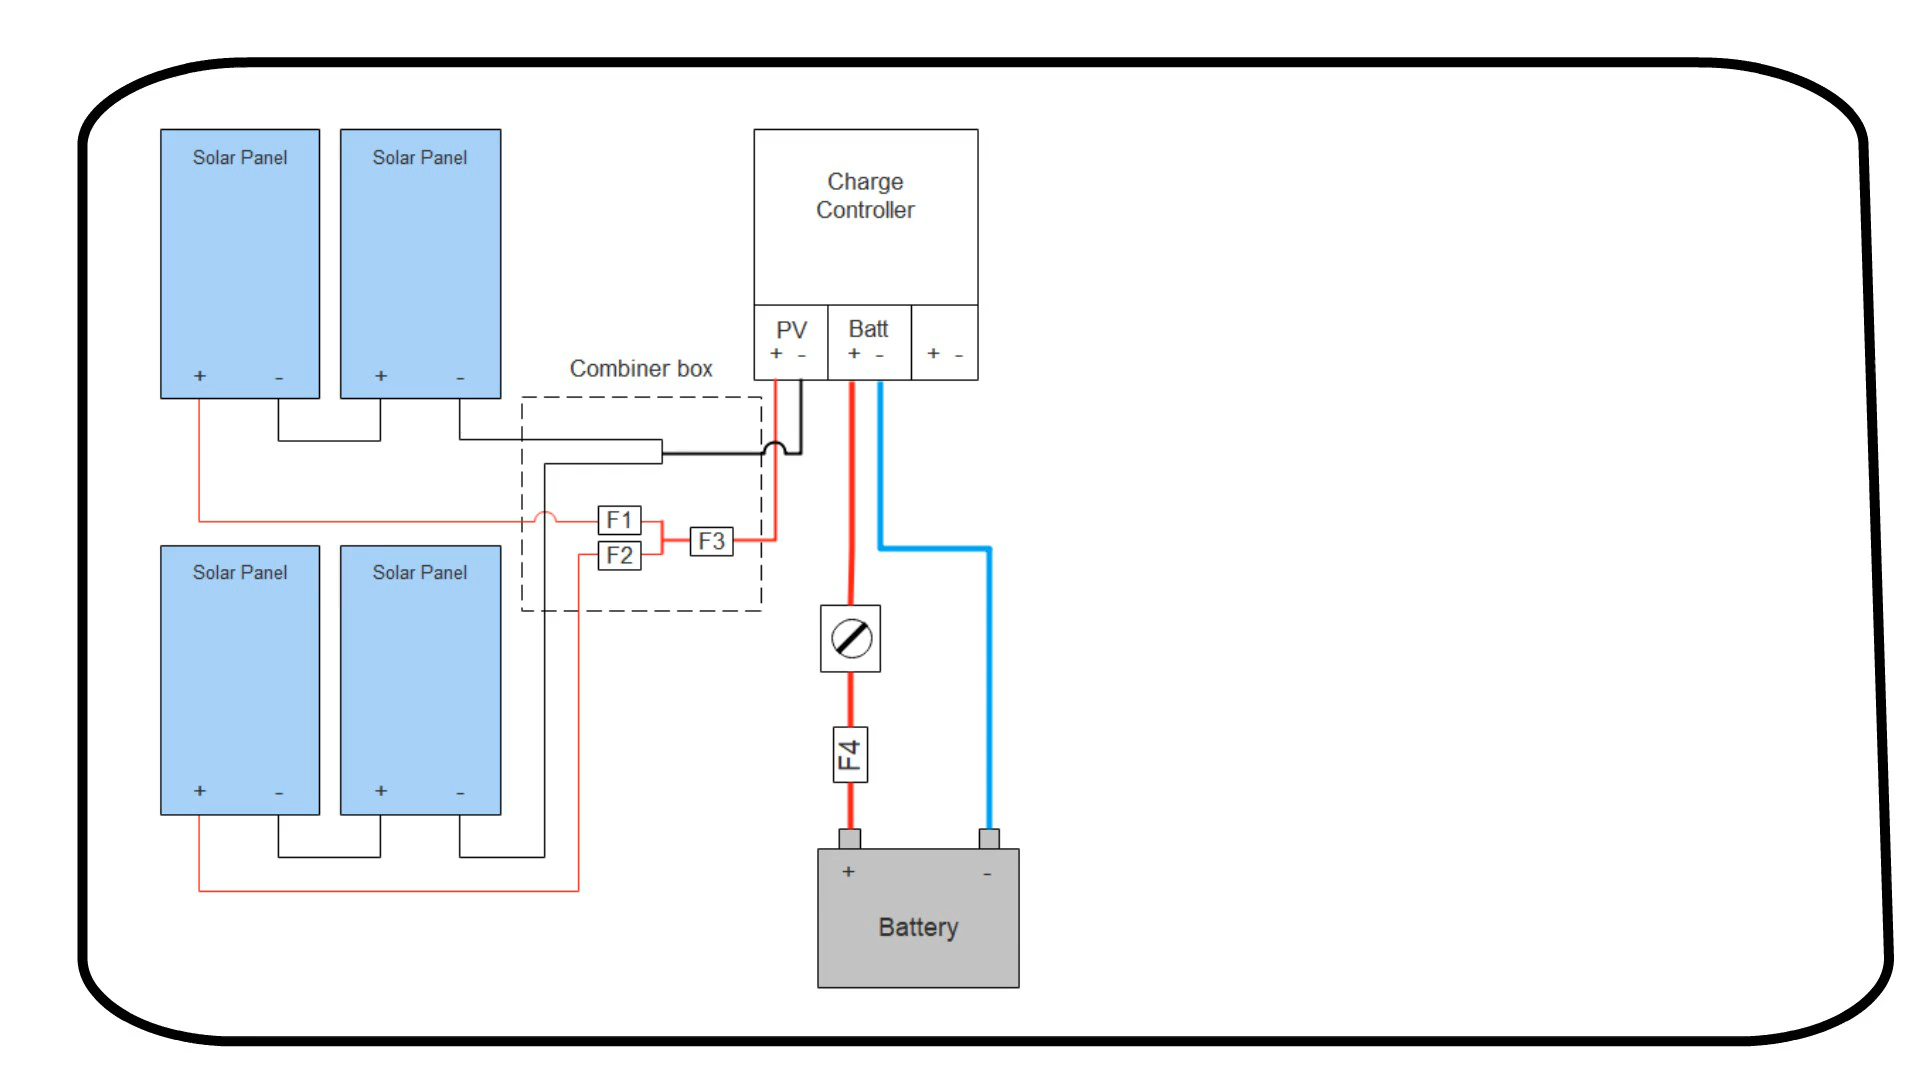 Solar Panel
Solar Panel
+ -
+ -
Charge
Controller
PV
+ -
Batt
+ -
+ -
Combiner box
F1
F2
F3
Solar Panel
Solar Panel
+ -
+ -
F4
+ -
Battery